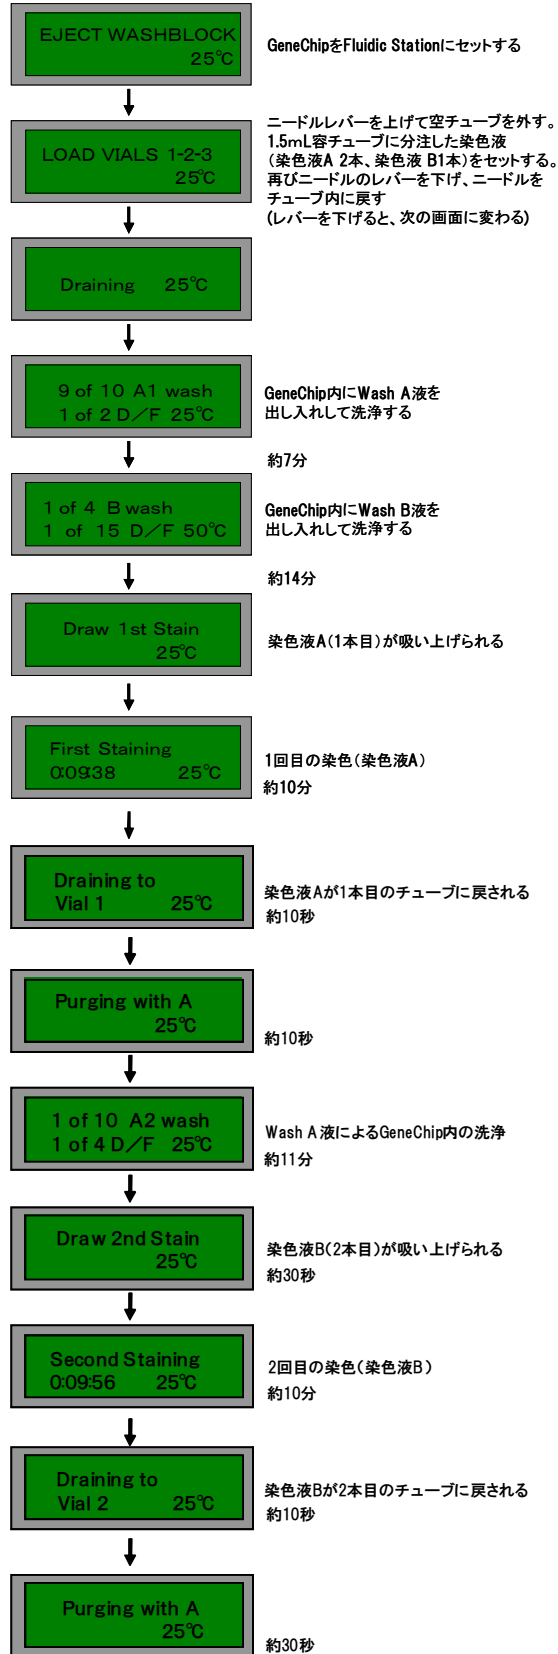 EJECT WASHBLOCK
25℃
GeneChipをFluidic Stationにセットする
LOAD VIALS 1-2-3
25℃
ニードルレバーを上げて空チューブを外す。
1.5mL容チューブに分注した染色液
(染色液A 2本、染色液 B1本)をセットする。
再びニードルのレバーを下げ、ニードルを
チューブ内に戻す
(レバーを下げると、次の画面に変わる)
Draining 25℃
9 of 10 A1 wash
1 of 2 D／F 25℃
GeneChip内にWash A液を
出し入れして洗浄する
約7分
1 of 4 B wash
1 of 15 D／F 50℃
GeneChip内にWash B液を
出し入れして洗浄する
約14分
Draw 1st Stain
25℃
染色液A(1本目)が吸い上げられる
First Staining
0:09:38 25℃
1回目の染色(染色液A)
約10分
Draining to
Vial 1 25℃
染色液Aが1本目のチューブに戻される
約10秒
Purging with A
25℃
約10秒
1 of 10 A2 wash
1 of 4 D／F 25℃
Wash A 液によるGeneChip内の洗浄
約11分
Draw 2nd Stain
25℃
染色液B(2本目)が吸い上げられる
約30秒
Second Staining
0:09:56 25℃
2回目の染色(染色液B)
約10分
Draining to
Vial 2 25℃
染色液Bが2本目のチューブに戻される
約10秒
Purging with A
25℃
約30秒